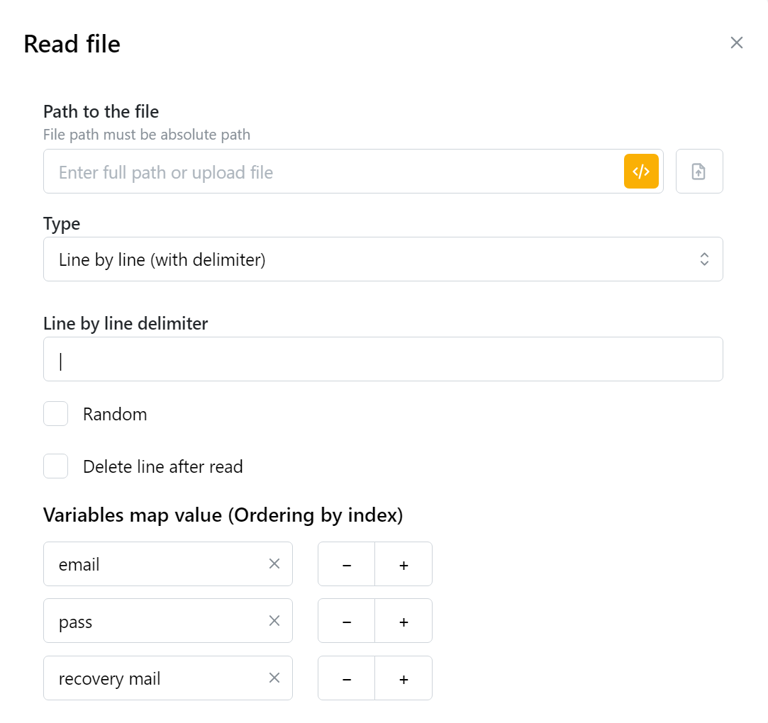 Read file
Path to the file
File path must be absolute path
Enter full path or upload file
</>
Type
Line by line (with delimiter)
Line by line delimiter
|
Random
Delete line after read
Variables map value (Ordering by index)
email
− +
pass
− +
recovery mail
− +